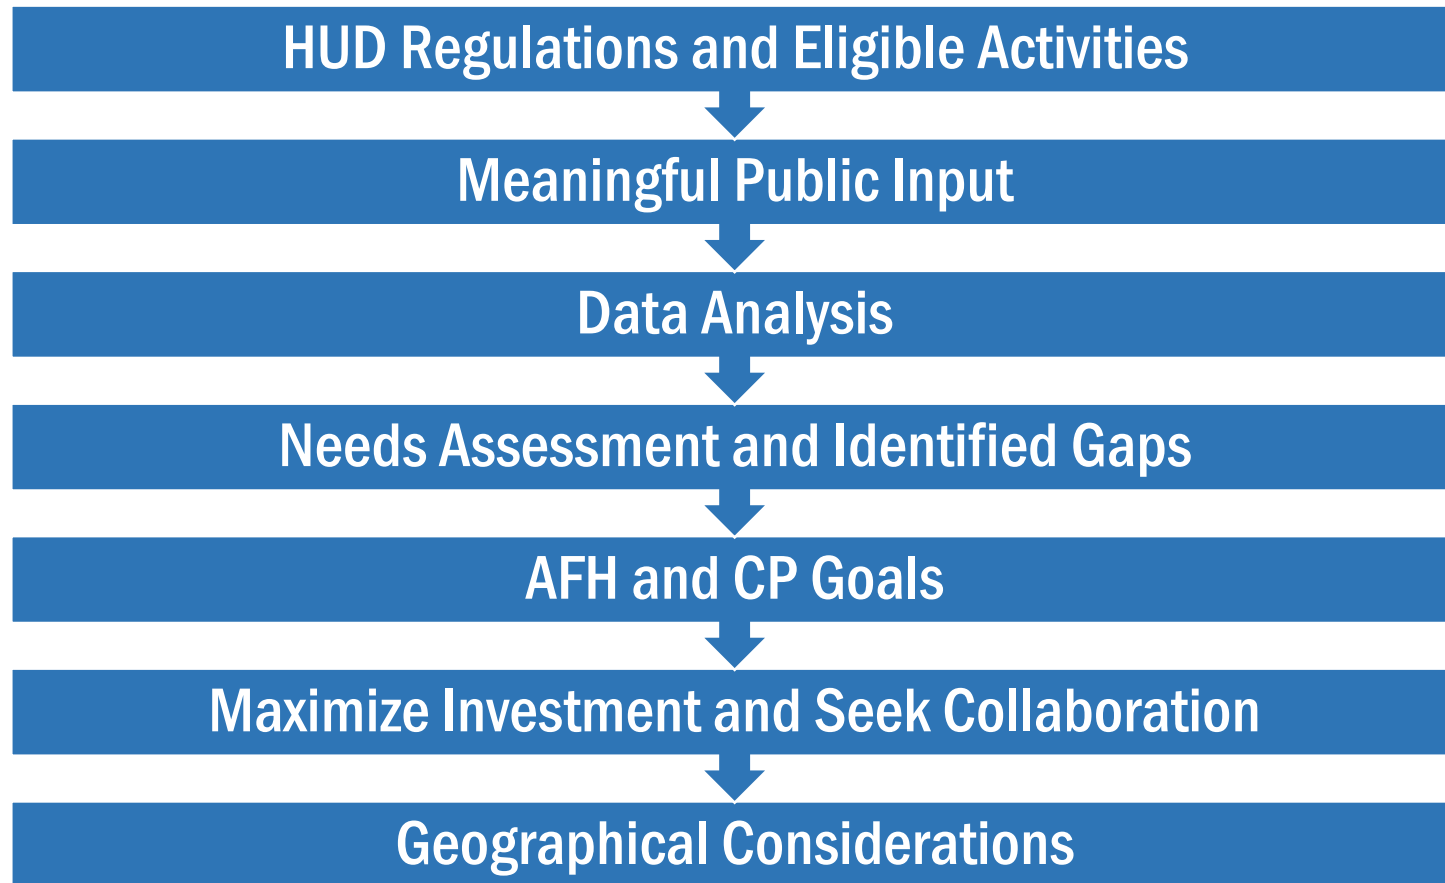 HUD Regulations and Eligible Activities
Meaningful Public Input
Data Analysis
Needs Assessment and Identified Gaps
AFH and CP Goals
Maximize Investment and Seek Collaboration
Geographical Considerations